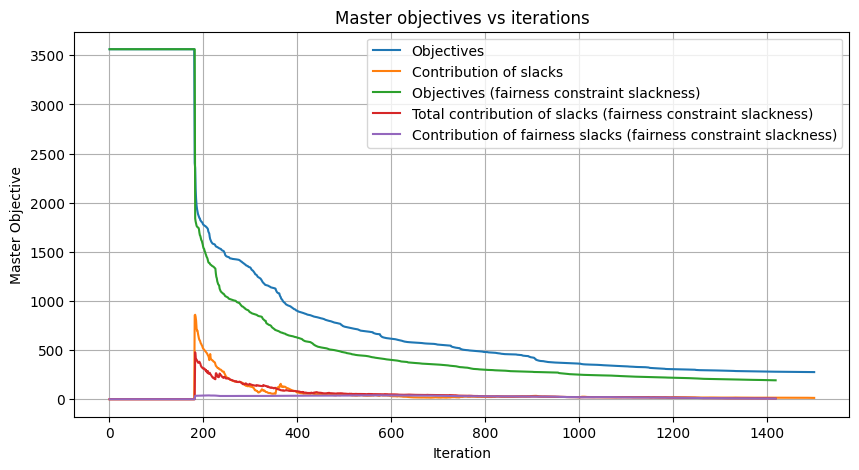 Master objectives vs iterations
Objectives
Contribution of slacks
Objectives (fairness constraint slackness)
Total contribution of slacks (fairness constraint slackness)
Contribution of fairness slacks (fairness constraint slackness)
Master Objective
3500
3000
2500
2000
1500
1000
500
0
0 200 400 600 800 1000 1200 1400
Iteration